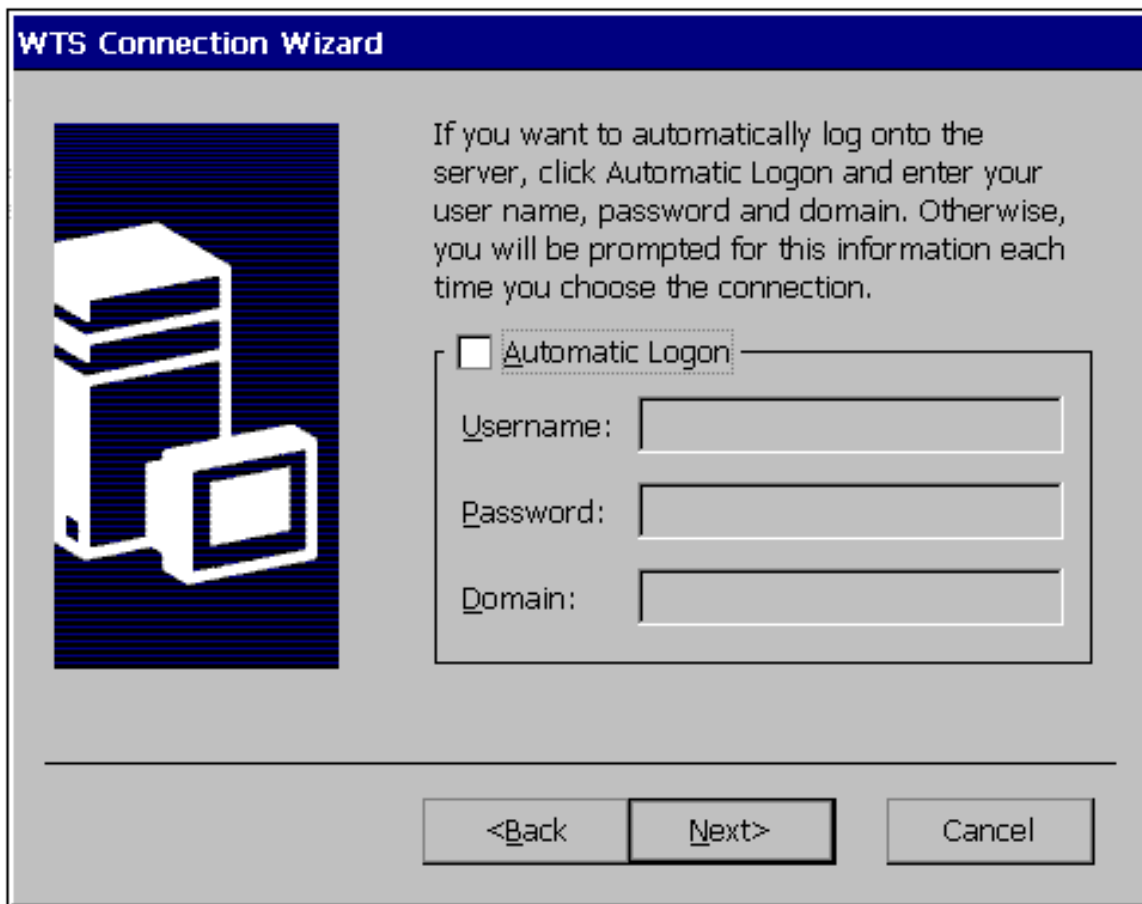 WTS Connection Wizard
If you want to automatically log onto the
server, click Automatic Logon and enter your
user name, password and domain. Otherwise,
you will be prompted for this information each
time you choose the connection.
Automatic Logon
Username:
Password:
Domain:
<Back Next> Cancel